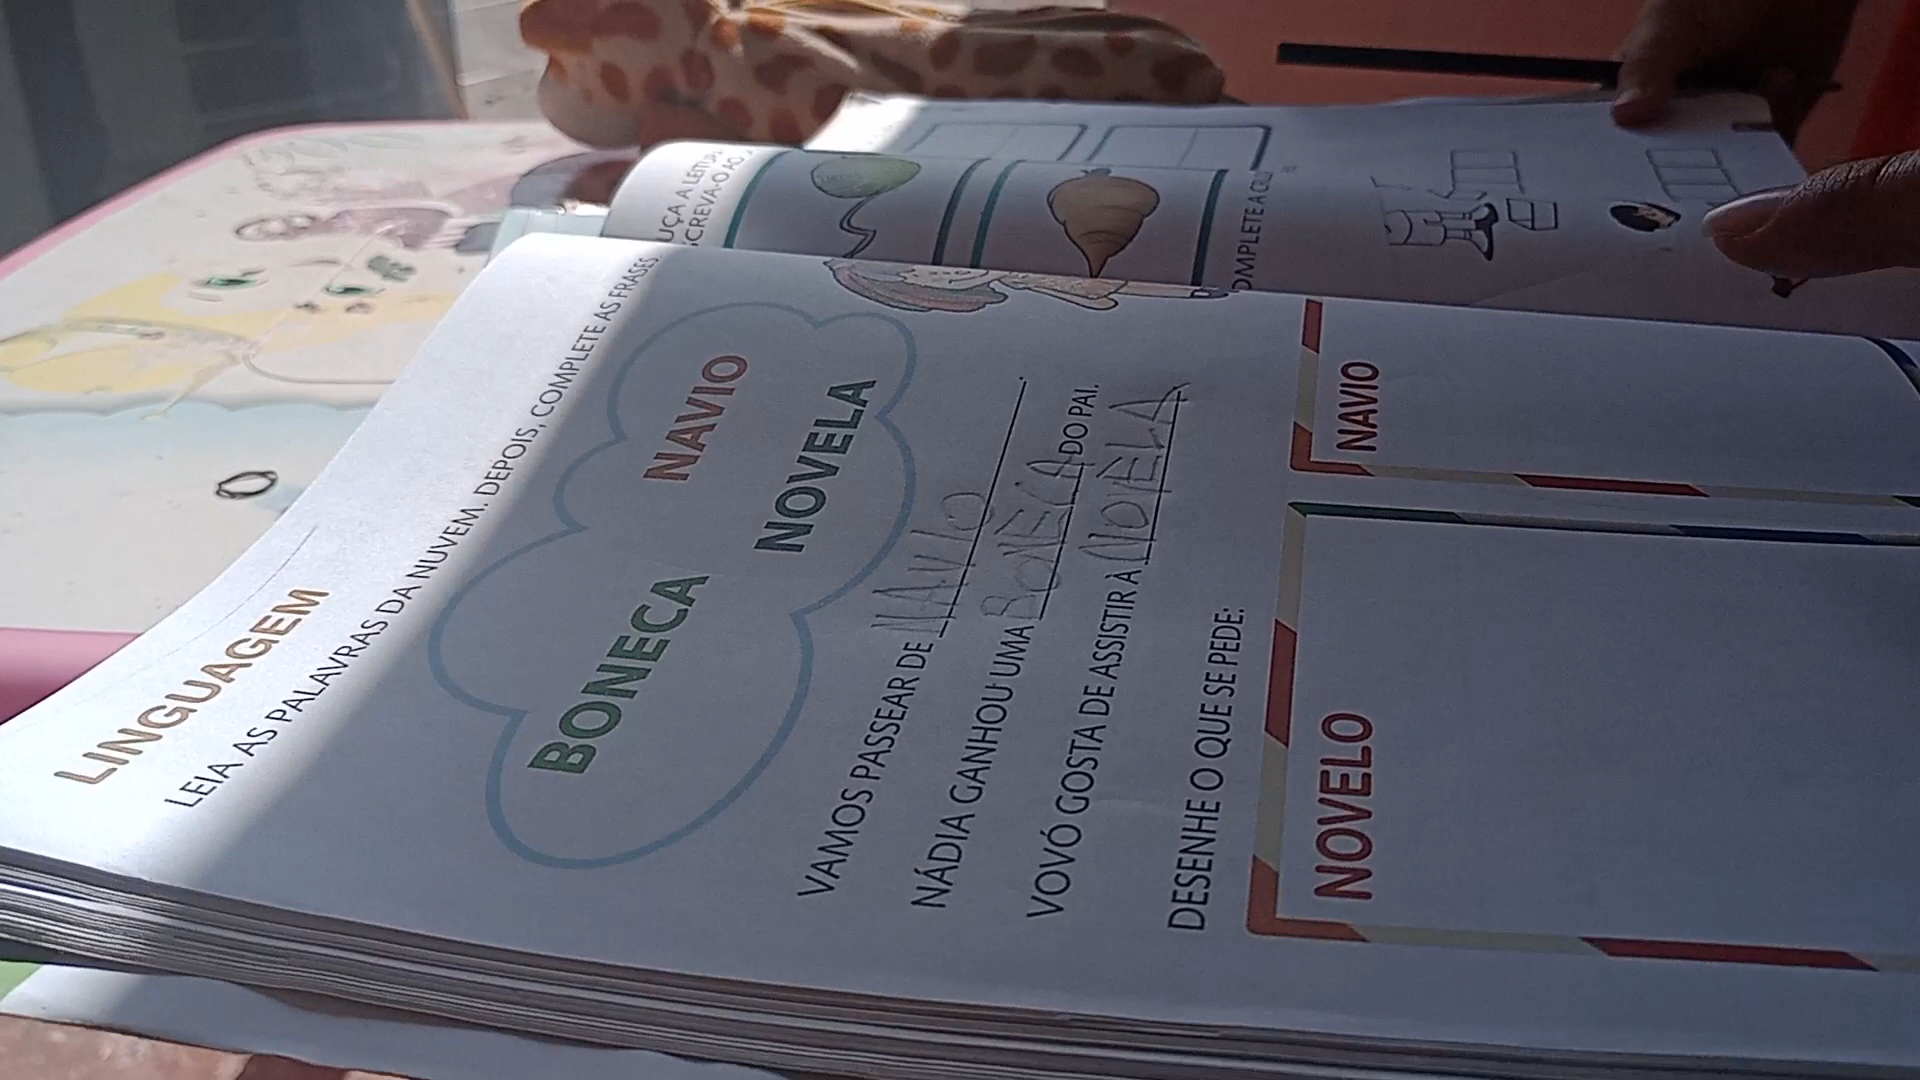 LINGUAGEM
LEIA AS PALAVRAS DA NUVEM. DEPOIS, COMPLETE AS FRASES
BONECA NAVIO
NOVELA
VAMOS PASSEAR DE NAVIO.
NÁDIA GANHOU UMA BONECA DO PAI.
VOVÓ GOSTA DE ASSISTIR À NOVELA
DESENHE O QUE SE PEDE:
NOVELO NAVIO